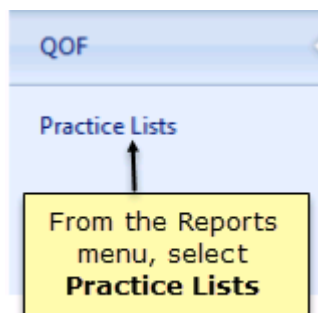 QOF
Practice Lists
From the Reports
menu, select
Practice Lists